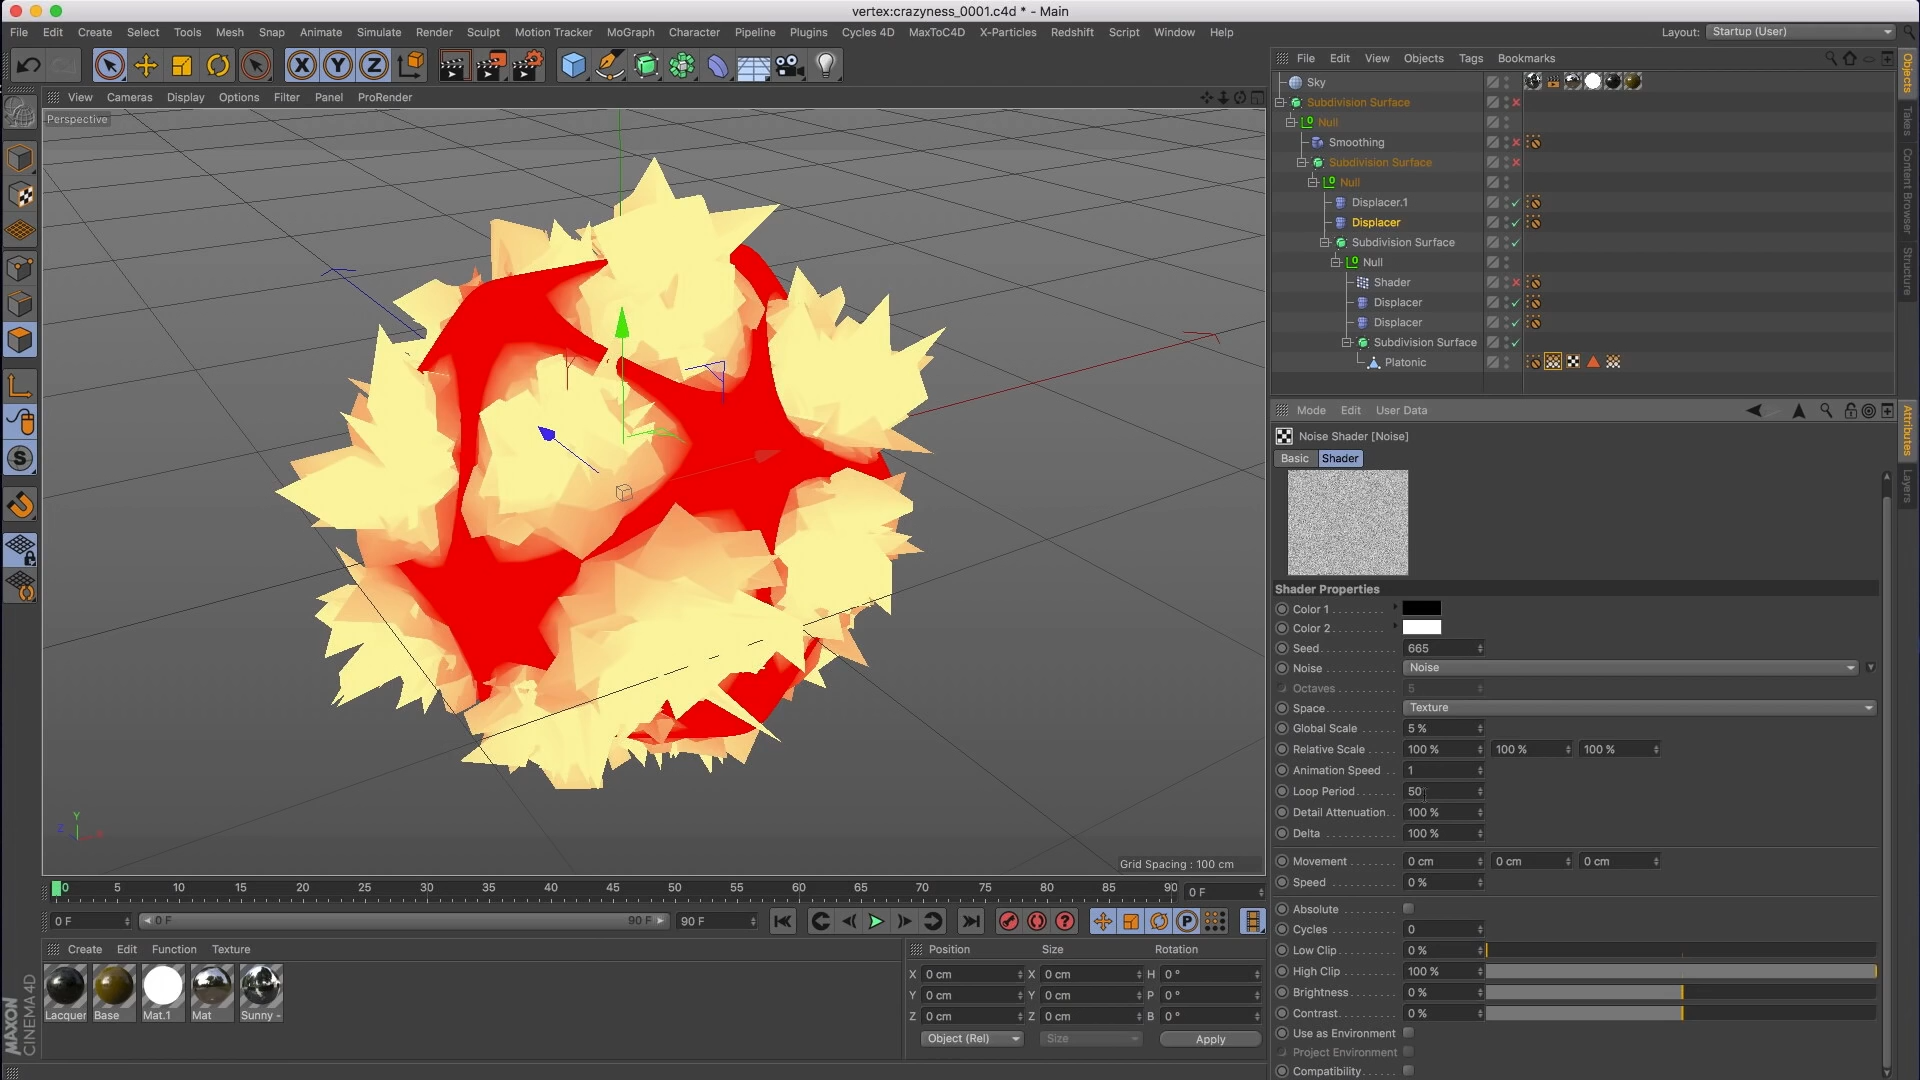 vertex:crazyness_0001.c4d * - Main
File Edit Create Select Tools Mesh Snap Animate Simulate Render Sculpt Motion Tracker MoGraph Character Pipeline Plugins Cycles 4D MaxToC4D X-Particles Redshift Script Window Help
Layout: Startup (User)
X Y Z
File Edit View Objects Tags Bookmarks
View Cameras Display Options Filter Panel ProRender
Perspective
Sky
Subdivision Surface
Null
Smoothing
Subdivision Surface
Null
Displacer.1
Displacer
Subdivision Surface
Null
Shader
Displacer
Displacer
Subdivision Surface
Platonic
Objects
Takes
Content Browser
Structure
Mode Edit User Data
Noise Shader [Noise]
Basic Shader
Attributes
Layers
Shader Properties
Color 1
Color 2
Seed 665
Noise Noise
Octaves 5
Space Texture
Global Scale 5 %
Relative Scale 100 % 100 % 100 %
Animation Speed 1
Loop Period 50
Detail Attenuation 100 %
Delta 100 %
Movement 0 cm 0 cm 0 cm
Speed 0 %
Absolute
Cycles 0
Low Clip 0 %
High Clip 100 %
Brightness 0 %
Contrast 0 %
Use as Environment
Project Environment
Compatibility
Y
Z X
Grid Spacing : 100 cm
0 5 10 15 20 25 30 35 40 45 50 55 60 65 70 75 80 85 90 0 F
0 F 0 F 90 F 90 F
Create Edit Function Texture
Lacquer Base Mat.1 Mat Sunny -
Position Size Rotation
X 0 cm X 0 cm H 0 °
Y 0 cm Y 0 cm P 0 °
Z 0 cm Z 0 cm B 0 °
Object (Rel) Size Apply
MAXON
CINEMA 4D